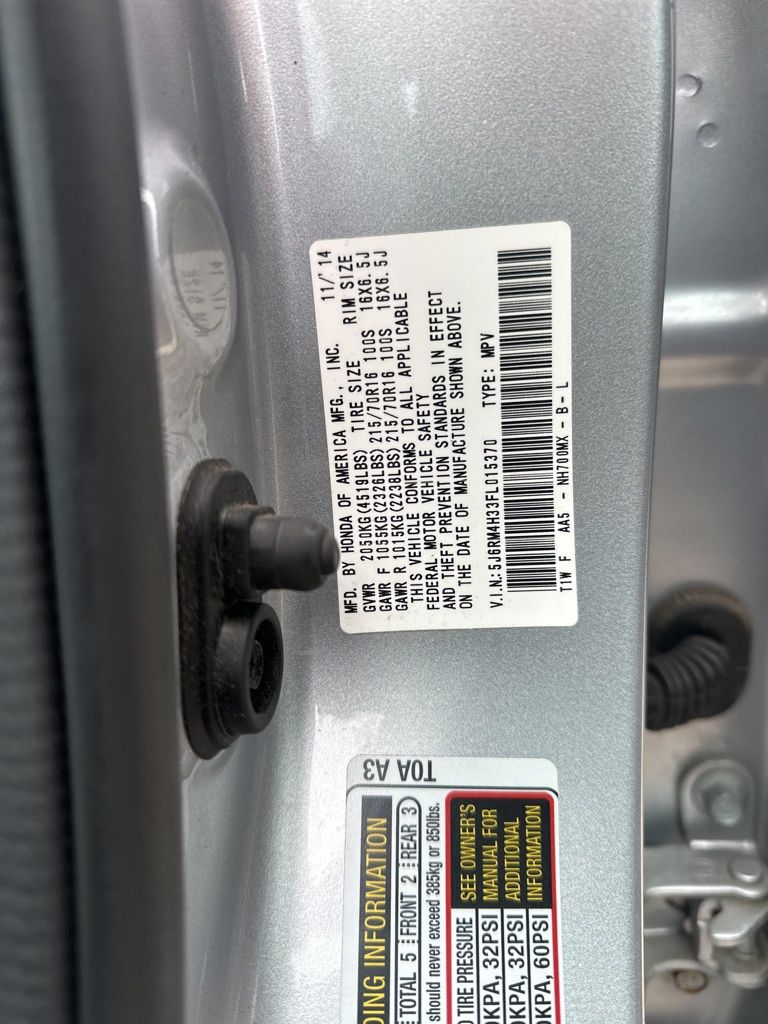 MFD. BY HONDA OF AMERICA MFG., INC. 11/'14
GVWR 2050KG(4519LBS) TIRE SIZE RIM SIZE
GAWR F 1055KG(2326LBS) 215/70R16 100S 16X6.5J
GAWR R 1015KG(2238LBS) 215/70R16 100S 16X6.5J
THIS VEHICLE CONFORMS TO ALL APPLICABLE
FEDERAL MOTOR VEHICLE SAFETY
AND THEFT PREVENTION STANDARDS IN EFFECT
ON THE DATE OF MANUFACTURE SHOWN ABOVE.
V.I.N:5J6RM4H33FL015370 TYPE: MPV
T1W F AA5 - NH700MX - B- L
T0A A3
DING INFORMATION
TOTAL 5 FRONT 2 REAR 3
should never exceed 385kg or 850lbs.
TIRE PRESSURE SEE OWNER'S
KPA, 32PSI MANUAL FOR
KPA, 32PSI ADDITIONAL
KPA, 60PSI INFORMATION